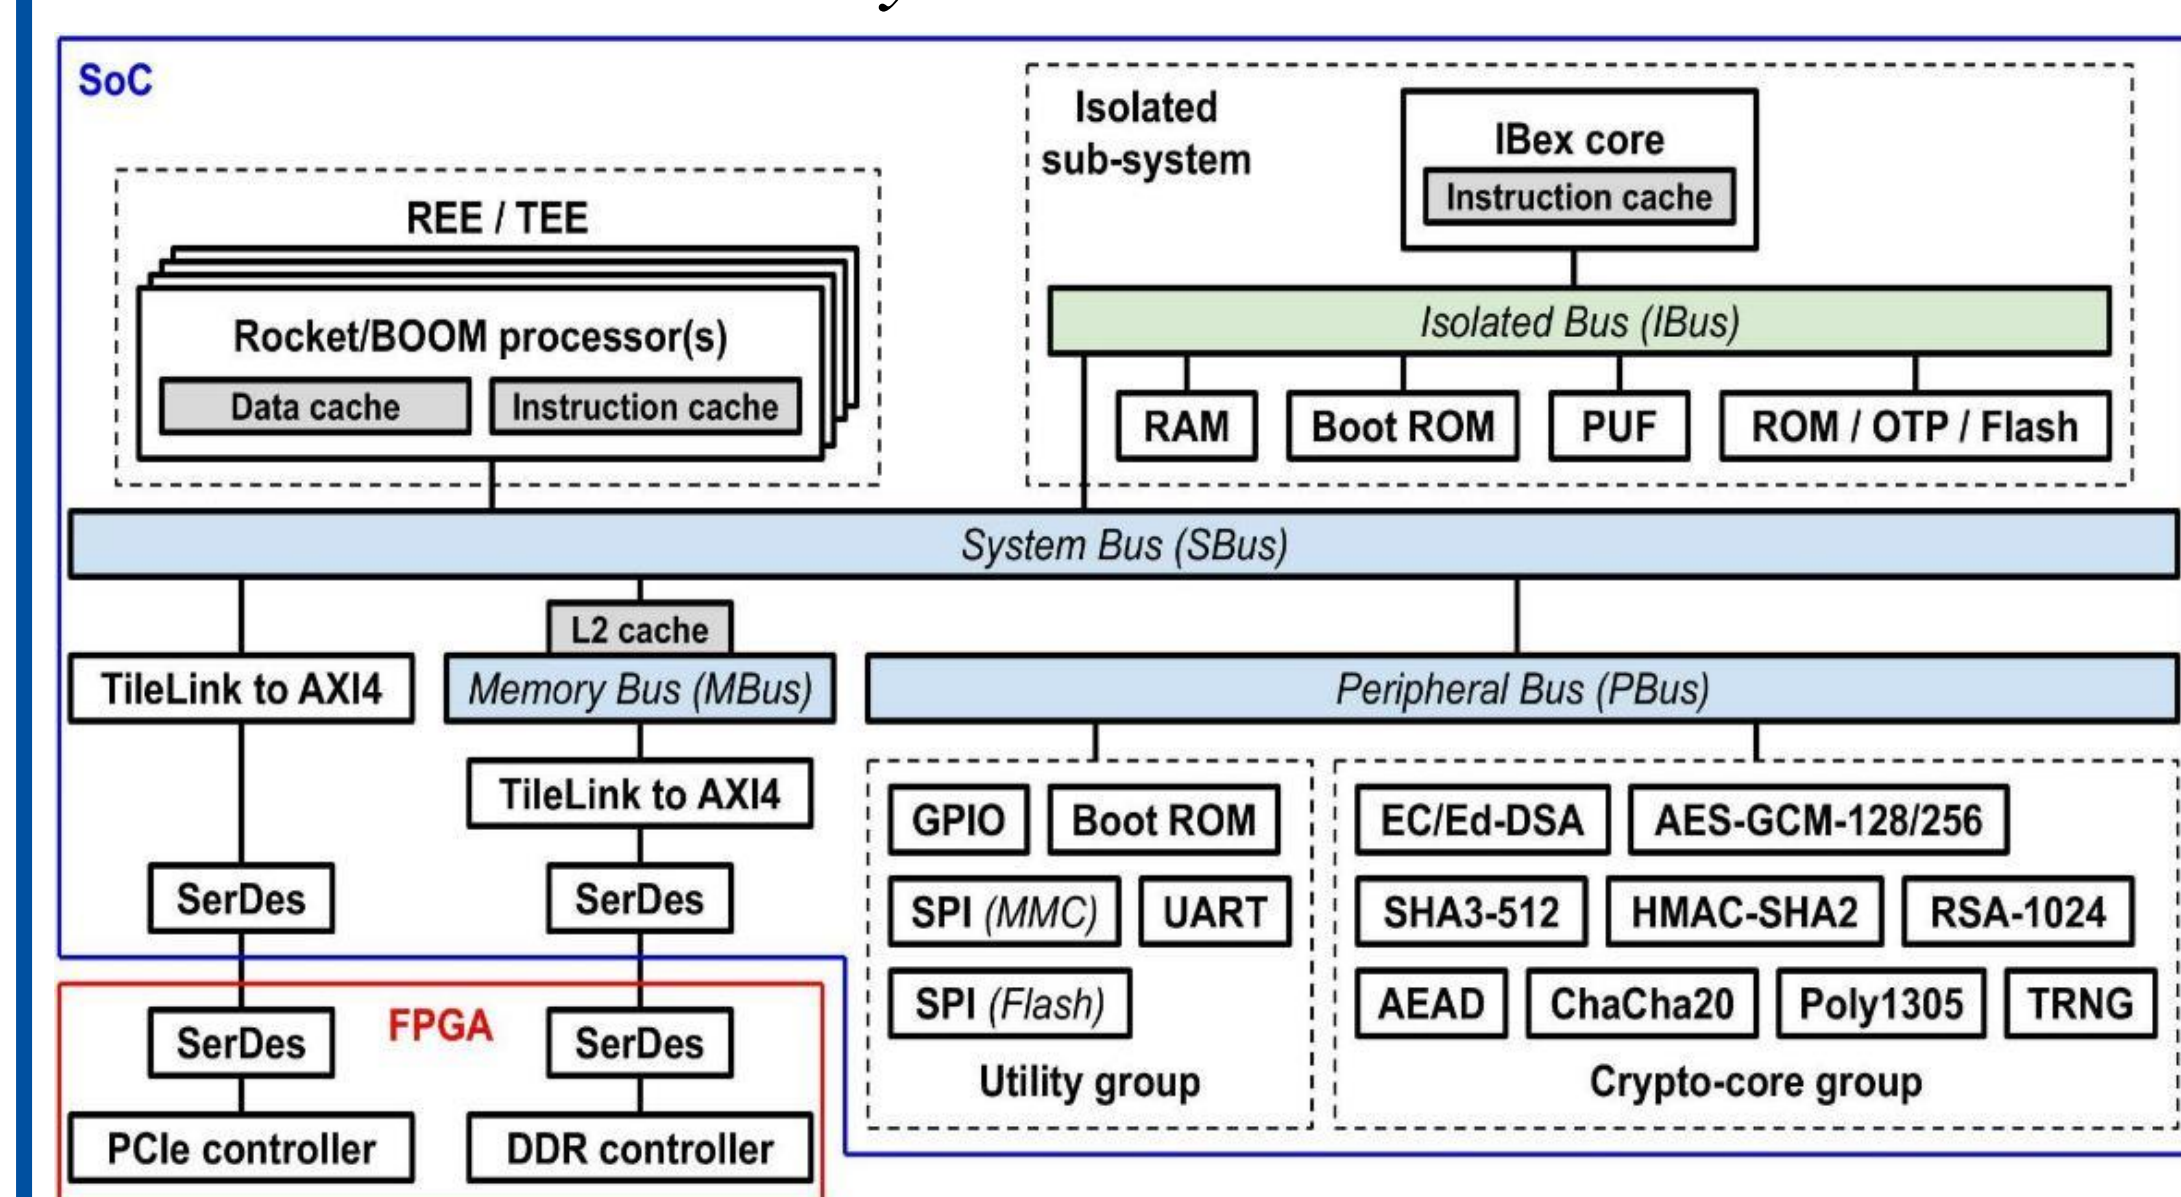 SoC
Isolated
sub-system
IBex core
Instruction cache
REE / TEE
Rocket/BOOM processor(s)
Data cache
Instruction cache
Isolated Bus (IBus)
RAM
Boot ROM
PUF
ROM / OTP / Flash
System Bus (SBus)
L2 cache
TileLink to AXI4
Memory Bus (MBus)
Peripheral Bus (PBus)
TileLink to AXI4
GPIO
Boot ROM
EC/Ed-DSA
AES-GCM-128/256
SerDes
SerDes
SPI (MMC)
UART
SHA3-512
HMAC-SHA2
RSA-1024
SPI (Flash)
AEAD
ChaCha20
Poly1305
TRNG
FPGA
SerDes
SerDes
Utility group
Crypto-core group
PCIe controller
DDR controller